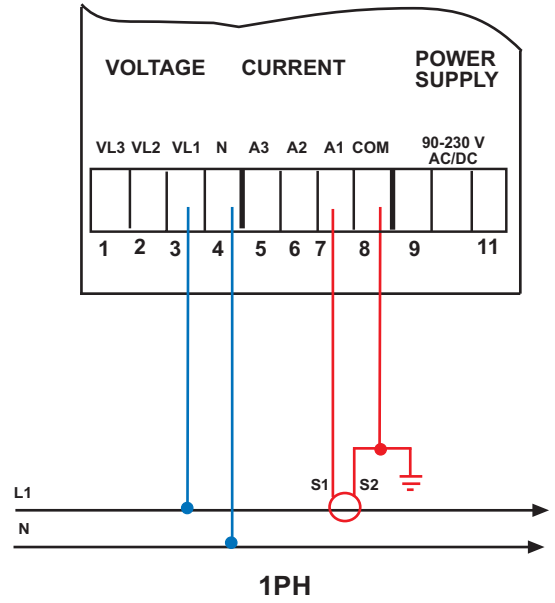 VOLTAGE CURRENT POWER
SUPPLY
VL3 VL2 VL1 N A3 A2 A1 COM 90-230 V
AC/DC
1 2 3 4 5 6 7 8 9 11
S1 S2
L1
N
1PH